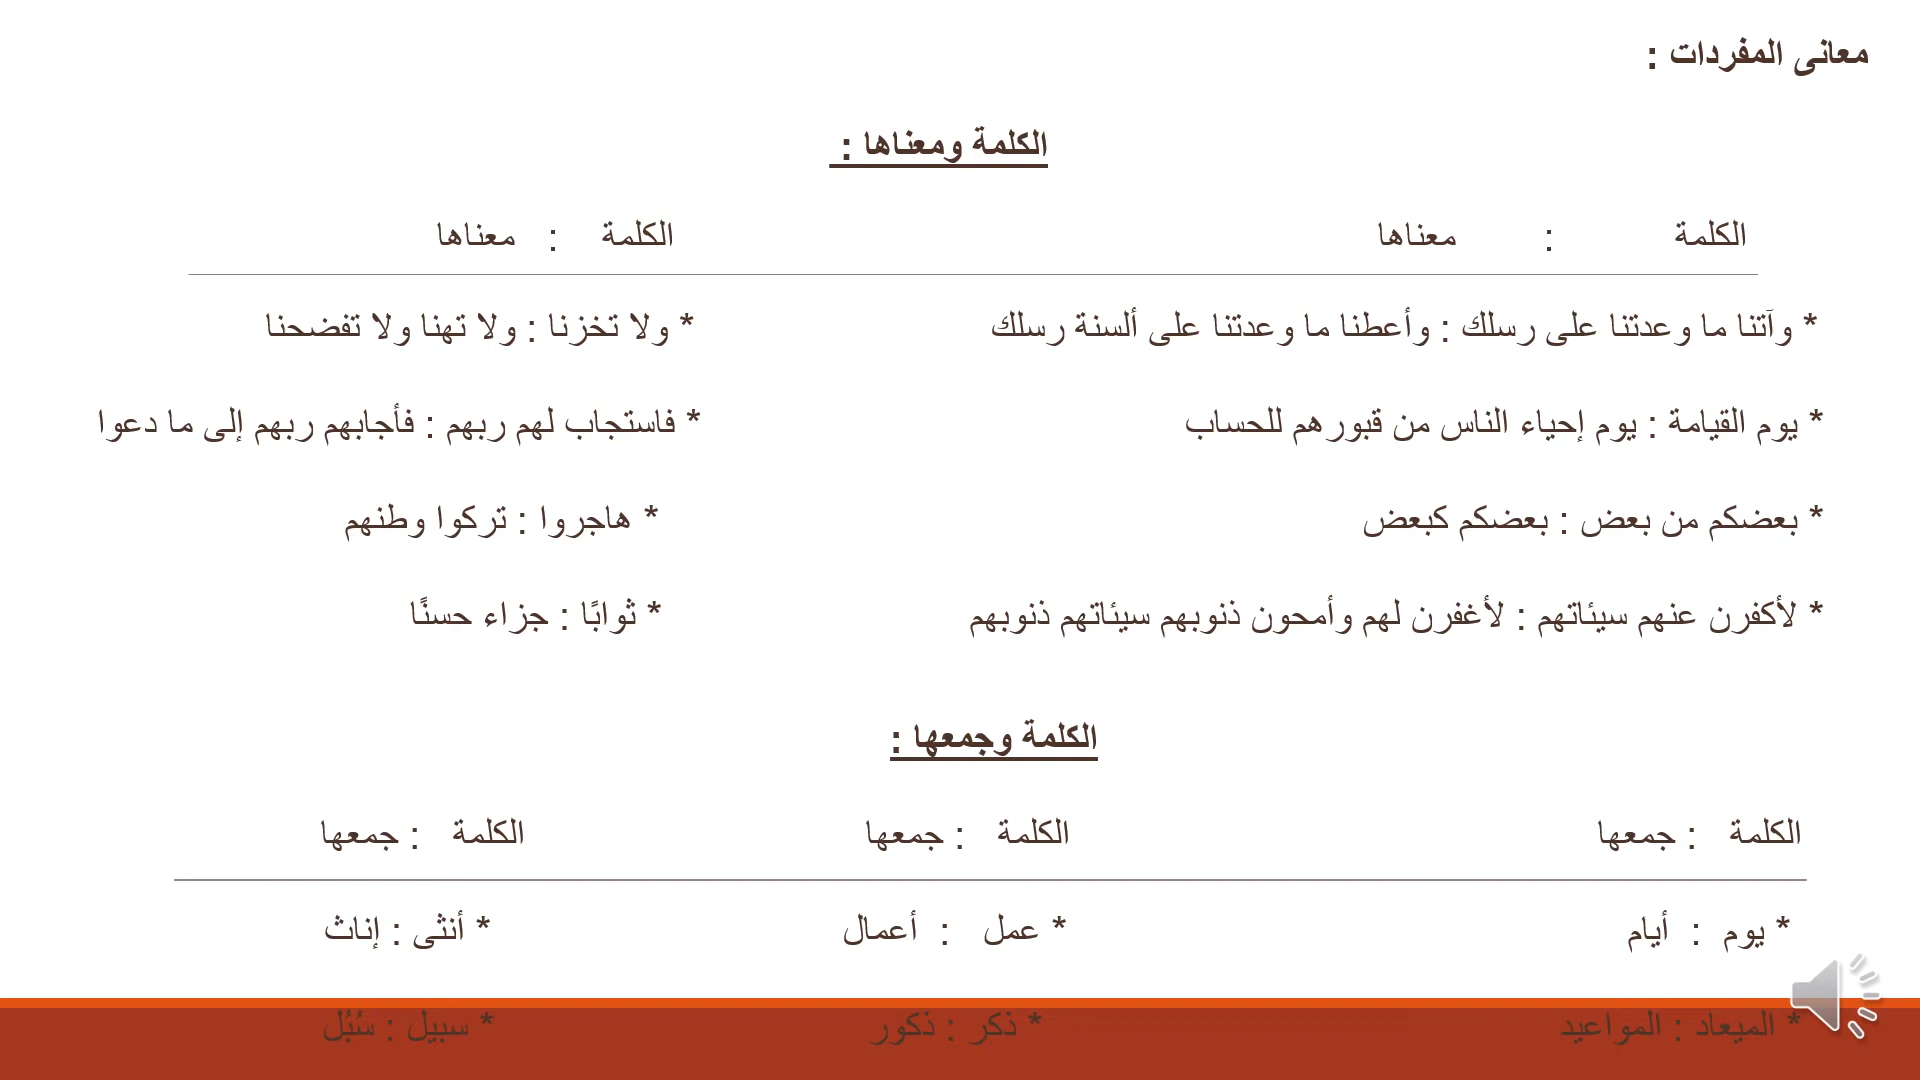 معانى المفردات :
الكلمة ومعناها :
الكلمة : معناها الكلمة : معناها
* وآتنا ما وعدتنا على رسلك : وأعطنا ما وعدتنا على ألسنة رسلك * ولا تخزنا : ولا تهنا ولا تفضحنا
* يوم القيامة : يوم إحياء الناس من قبورهم للحساب * فاستجاب لهم ربهم : فأجابهم ربهم إلى ما دعوا
* بعضكم من بعض : بعضكم كبعض * هاجروا : تركوا وطنهم
* لأكفرن عنهم سيئاتهم : لأغفرن لهم وأمحون ذنوبهم سيئاتهم ذنوبهم * ثوابًا : جزاء حسنًا
الكلمة وجمعها :
الكلمة : جمعها الكلمة : جمعها الكلمة : جمعها
* يوم : أيام * عمل : أعمال * أنثى : إناث
* الميعاد : المواعيد * ذكر : ذكور * سبيل : سُبُل